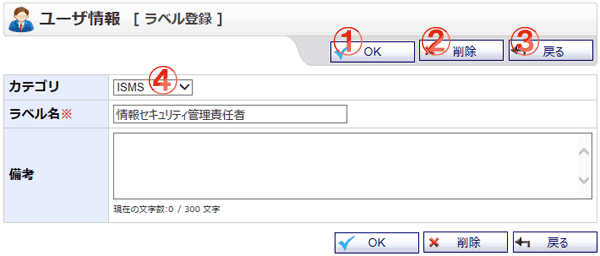 ユーザ情報 [ ラベル登録 ]
① OK ② 削除 ③ 戻る
カテゴリ ISMS ④
ラベル名※ 情報セキュリティ管理責任者
備考
現在の文字数:0 / 300 文字
OK 削除 戻る